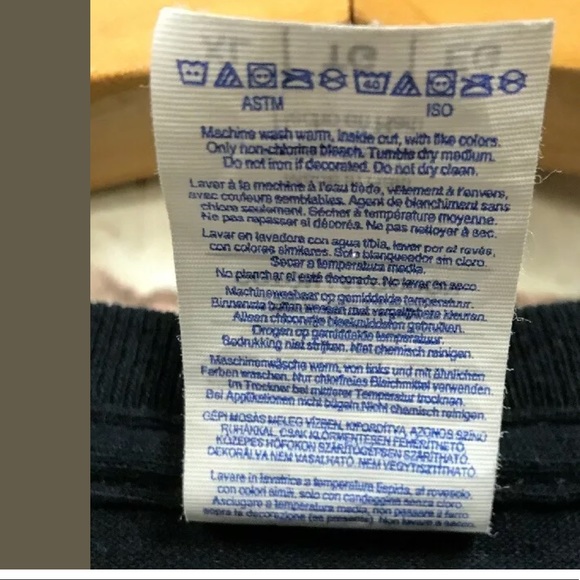 XL TG EG
40
ASTM ISO
Machine wash warm, inside out, with like colors.
Only non-chlorine bleach. Tumble dry medium.
Do not iron if decorated. Do not dry clean.
Laver à la machine à l'eau tiède, vêtement à l'envers,
avec couleurs semblables. Agent de blanchiment sans
chlore seulement. Sécher à température moyenne.
Ne pas repasser si décorés. Ne pas nettoyer à sec.
Lavar en lavadora con agua tibia, lavar por el revés,
con colores similares. Solo blanqueador sin cloro.
Secar a temperatura media.
No planchar si está decorado. No lavar en seco.
Machinewasbaar op gemiddelde temperatuur.
Binnenste buiten wassen met vergelijkbare kleuren.
Alleen chloorvrije bleekmiddelen gebruiken.
Drogen op gemiddelde temperatuur.
Bedrukking niet strijken. Niet chemisch reinigen.
Maschinenwäsche warm, von links und mit ähnlichen
Farben waschen. Nur chlorfreies Bleichmittel verwenden.
Im Trockner bei mittlerer Temperatur trocknen.
Bei Applikationen nicht bügeln. Nicht chemisch reinigen.
GÉPI MOSÁS MELEG VÍZBEN, KIFORDÍTVA, AZONOS SZÍNŰ
RUHÁKKAL. CSAK KLÓRMENTESEN FEHÉRÍTHETŐ.
KÖZEPES HŐFOKON SZÁRÍTÓGÉPBEN SZÁRÍTHATÓ.
DEKORÁLVA NEM VASALHATÓ. NEM VEGYTISZTÍTHATÓ.
Lavare in lavatrice a temperatura tiepida, al rovescio,
con colori simili, solo con candeggina senza cloro.
Asciugare a temperatura media, non passare il ferro
sopra la decorazione (se presente). Non lavare a secco.